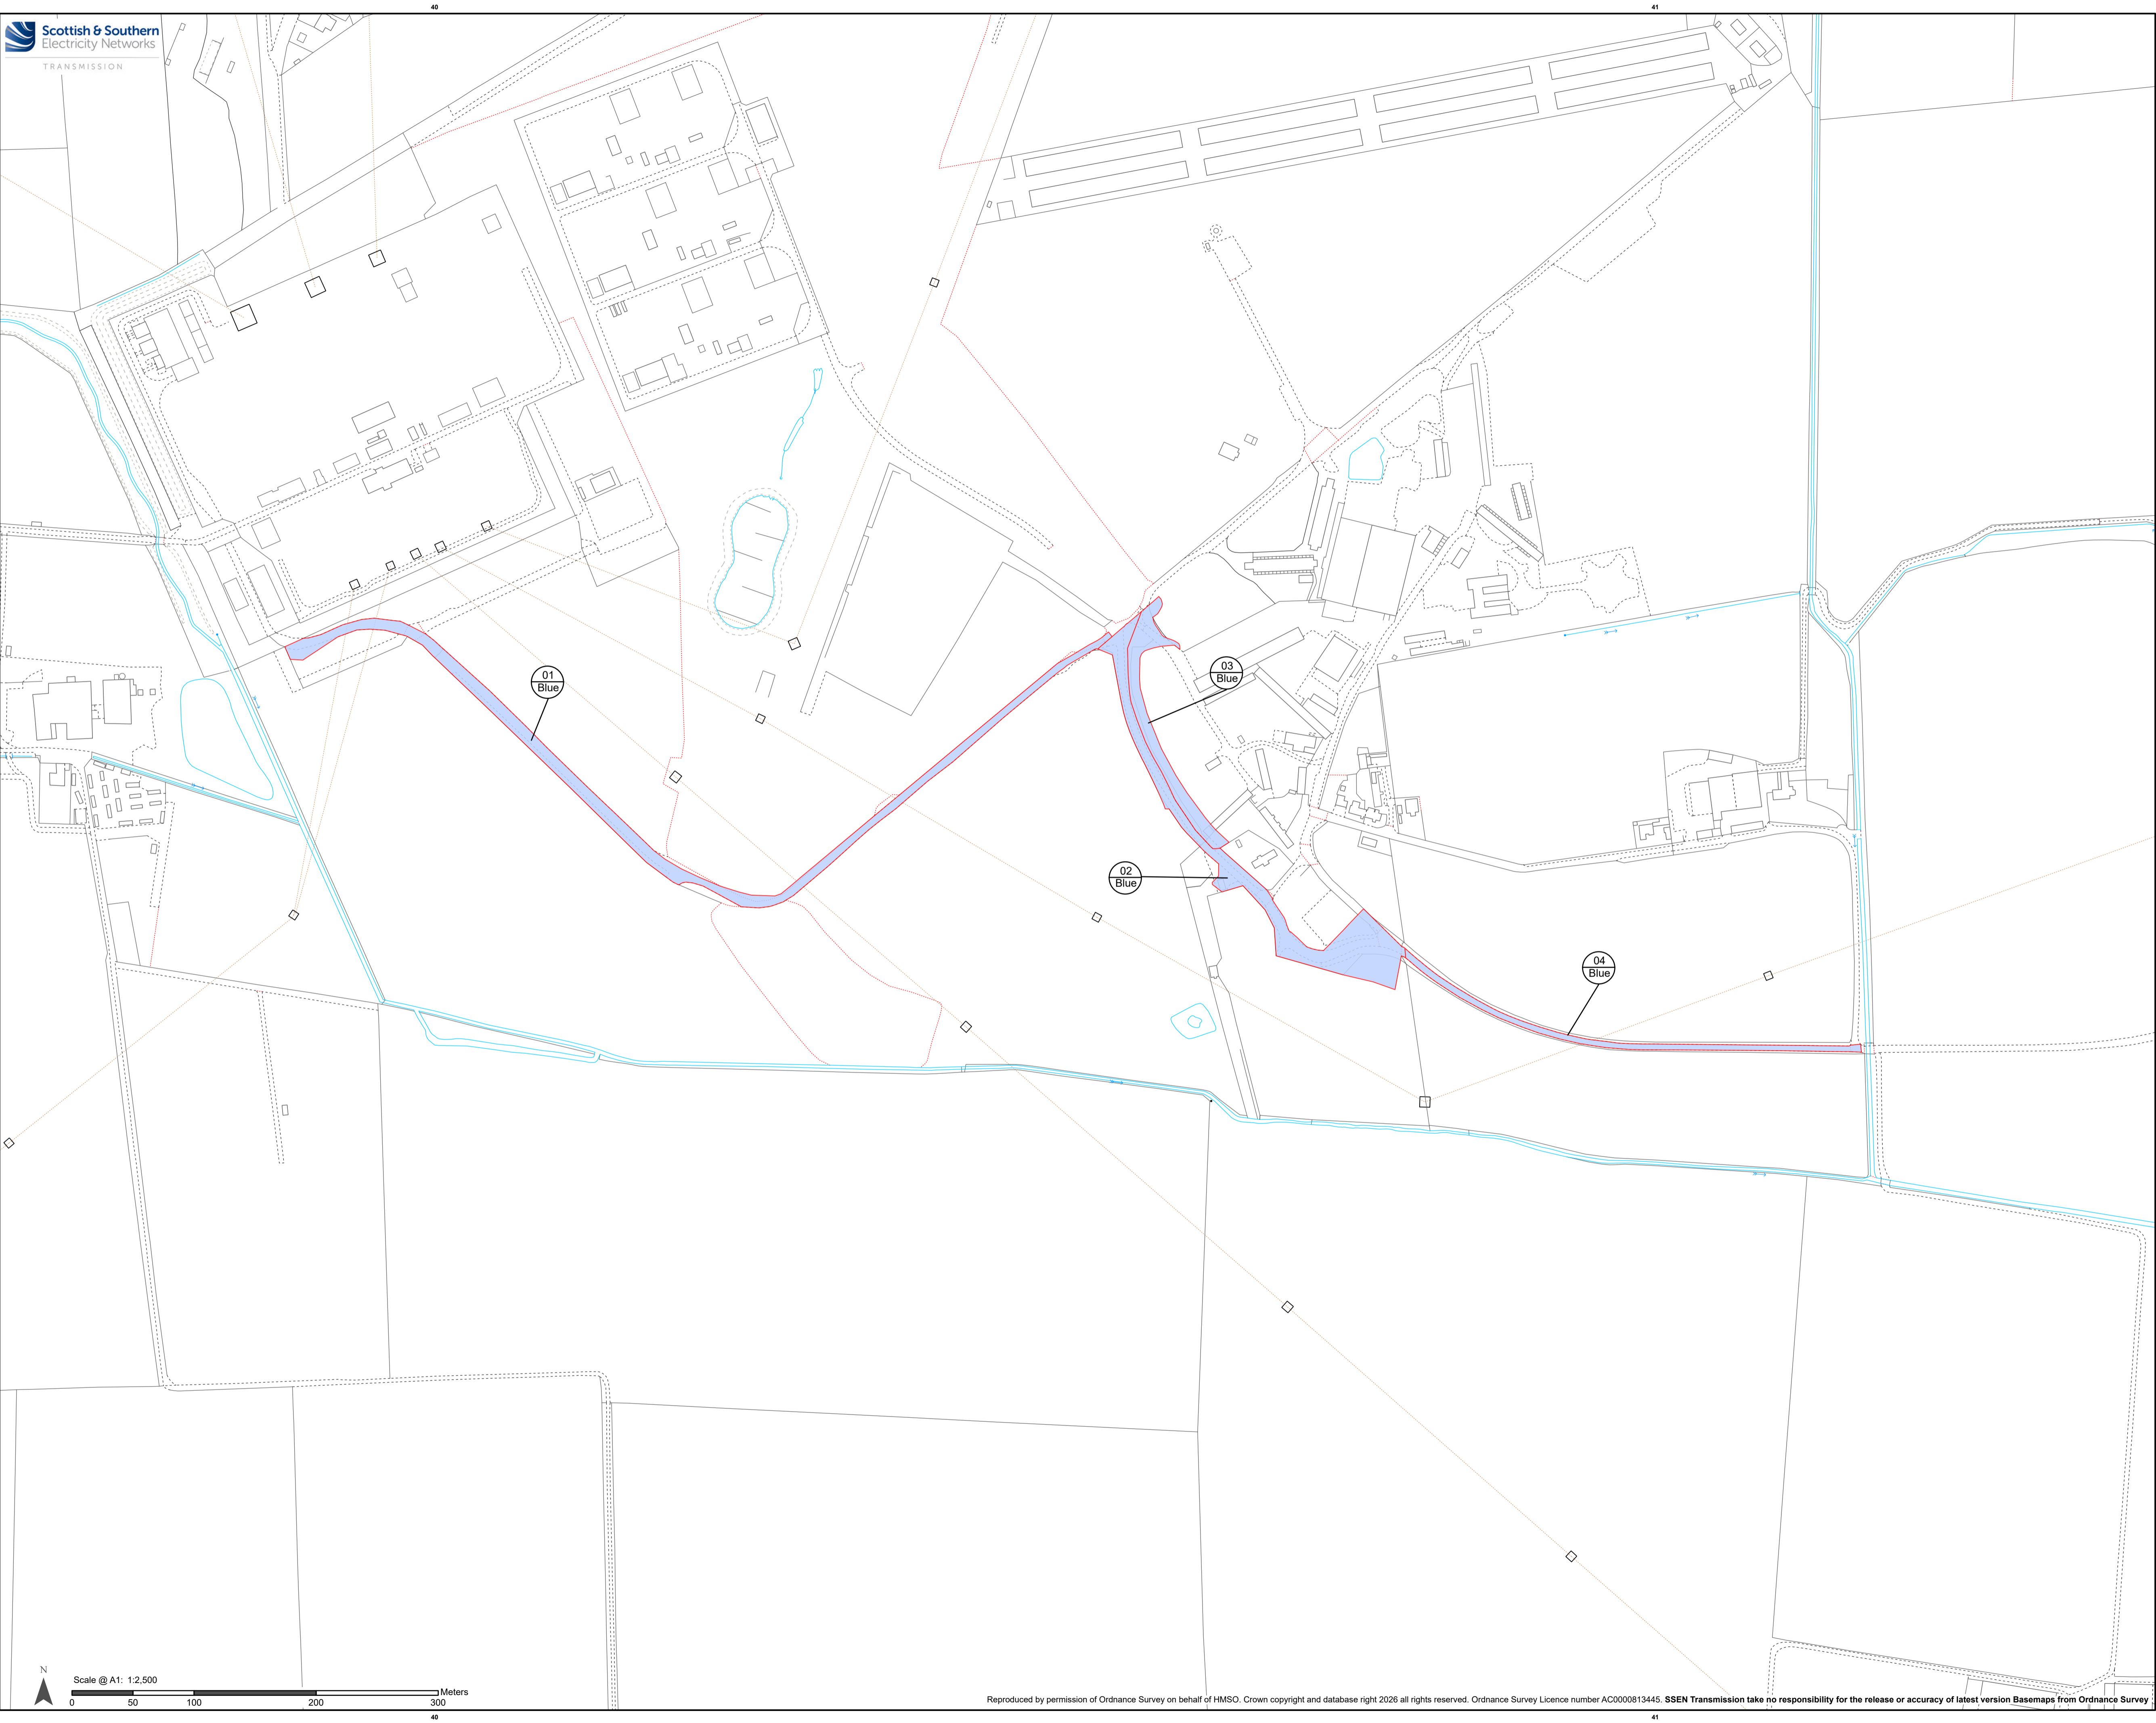 40
41
Scottish & Southern
Electricity Networks
TRANSMISSION
01
Blue
03
Blue
02
Blue
04
Blue
N
Scale @ A1: 1:2,500
Meters
0 50 100 200 300
Reproduced by permission of Ordnance Survey on behalf of HMSO. Crown copyright and database right 2026 all rights reserved. Ordnance Survey Licence number AC0000813445. SSEN Transmission take no responsibility for the release or accuracy of latest version Basemaps from Ordnance Survey
40
41